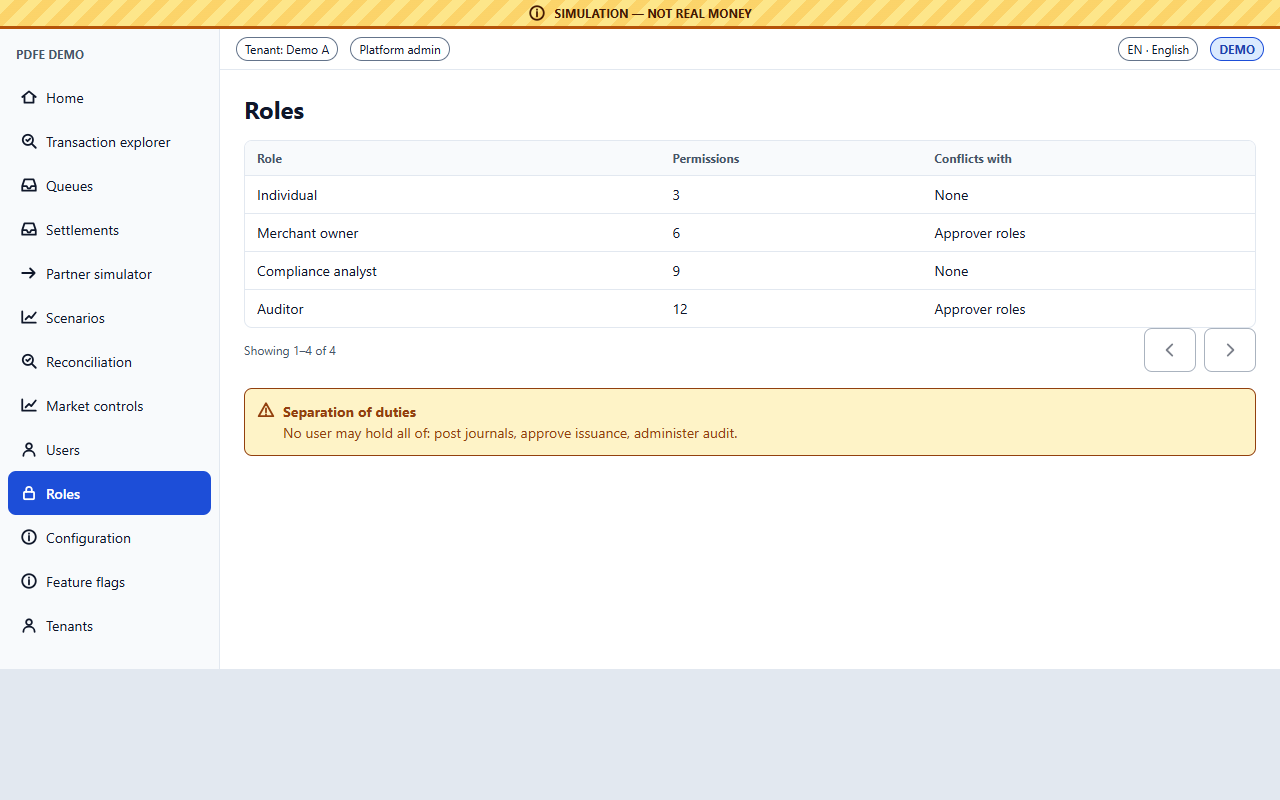 SIMULATION — NOT REAL MONEY
PDFE DEMO
Tenant: Demo A
Platform admin
EN · English
DEMO
Home
Transaction explorer
Queues
Settlements
Partner simulator
Scenarios
Reconciliation
Market controls
Users
Roles
Configuration
Feature flags
Tenants
Roles
Role Permissions Conflicts with
Individual 3 None
Merchant owner 6 Approver roles
Compliance analyst 9 None
Auditor 12 Approver roles
Showing 1–4 of 4
Separation of duties
No user may hold all of: post journals, approve issuance, administer audit.